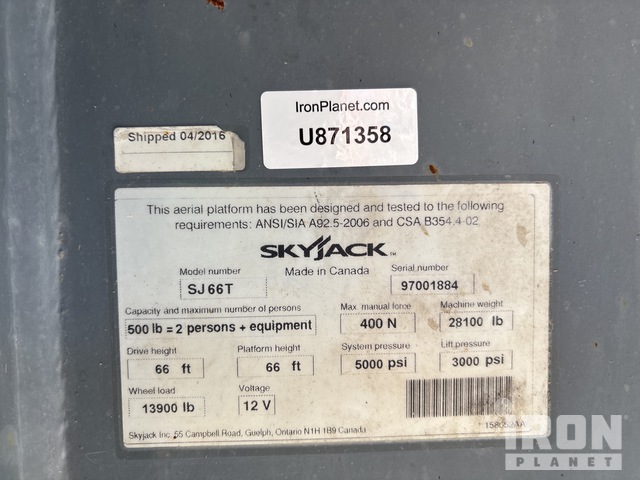 IronPlanet.com
U871358
Shipped 04/2016
This aerial platform has been designed and tested to the following
requirements: ANSI/SIA A92.5-2006 and CSA B354.4-02
SKYJACK™
Model number
SJ 66T
Made in Canada
Serial number
97001884
Capacity and maximum number of persons
500 lb = 2 persons + equipment
Max. manual force
400 N
Machine weight
28100 lb
Drive height
66 ft
Platform height
66 ft
System pressure
5000 psi
Lift pressure
3000 psi
Wheel load
13900 lb
Voltage
12 V
Skyjack Inc. 55 Campbell Road, Guelph, Ontario N1H 1B9 Canada
158052AA
IRON
PLANET